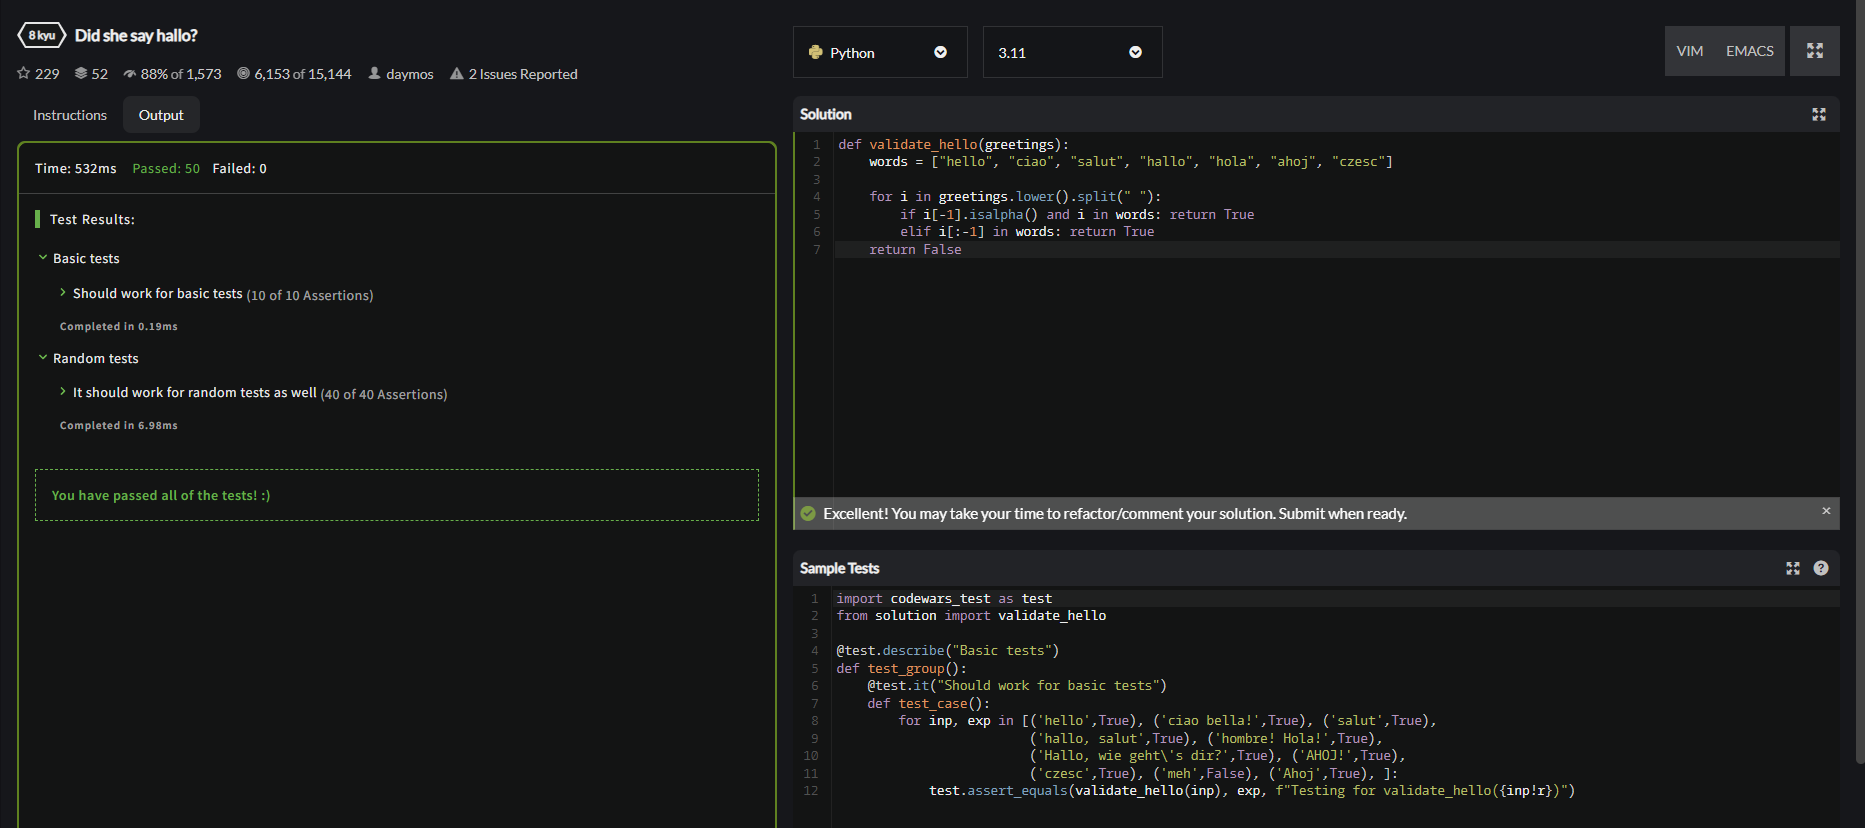 8 kyu Did she say hallo?
229 52 88% of 1,573 6,153 of 15,144 daymos 2 Issues Reported
Instructions Output
Time: 532ms Passed: 50 Failed: 0
Test Results:
Basic tests
Should work for basic tests (10 of 10 Assertions)
Completed in 0.19ms
Random tests
It should work for random tests as well (40 of 40 Assertions)
Completed in 6.98ms
You have passed all of the tests! :)
Python 3.11 VIM EMACS
Solution
1 def validate_hello(greetings):
2     words = ["hello", "ciao", "salut", "hallo", "hola", "ahoj", "czesc"]
3
4     for i in greetings.lower().split(" "):
5         if i[-1].isalpha() and i in words: return True
6         elif i[:-1] in words: return True
7     return False
Excellent! You may take your time to refactor/comment your solution. Submit when ready. ×
Sample Tests ?
1 import codewars_test as test
2 from solution import validate_hello
3
4 @test.describe("Basic tests")
5 def test_group():
6     @test.it("Should work for basic tests")
7     def test_case():
8         for inp, exp in [('hello',True), ('ciao bella!',True), ('salut',True),
9                          ('hallo, salut',True), ('hombre! Hola!',True),
10                          ('Hallo, wie geht\'s dir?',True), ('AHOJ!',True),
11                          ('czesc',True), ('meh',False), ('Ahoj',True), ]:
12             test.assert_equals(validate_hello(inp), exp, f"Testing for validate_hello({inp!r})")